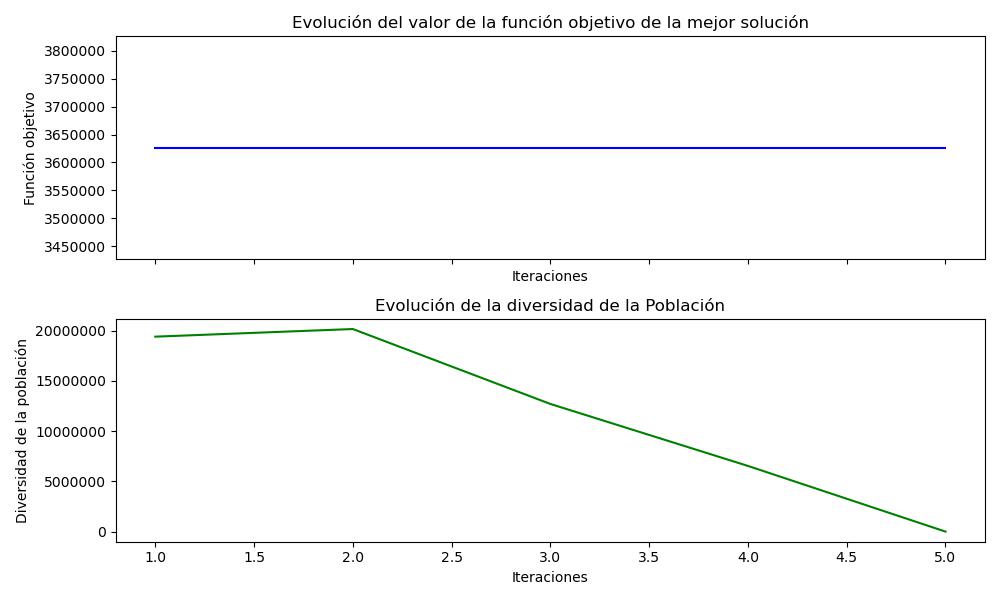 Evolución del valor de la función objetivo de la mejor solución
3800000
3750000
3700000
3650000
3600000
3550000
3500000
3450000
Función objetivo
Iteraciones
Evolución de la diversidad de la Población
20000000
15000000
10000000
5000000
0
Diversidad de la población
1.0 1.5 2.0 2.5 3.0 3.5 4.0 4.5 5.0
Iteraciones